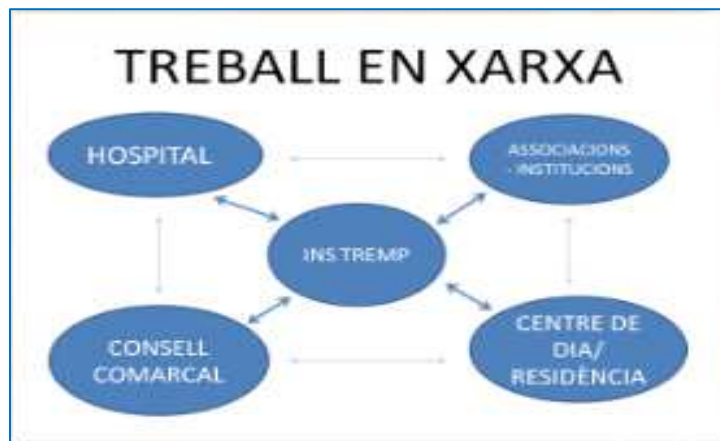 TREBALL EN XARXA
HOSPITAL
ASSOCIACIONS
- INSTITUCIONS
INS TREMP
CONSELL
COMARCAL
CENTRE DE
DIA/
RESIDÈNCIA